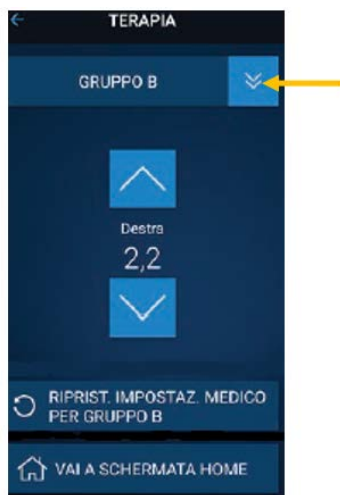 TERAPIA
GRUPPO B
Destra
2,2
RIPRIST. IMPOSTAZ. MEDICO
PER GRUPPO B
VAI A SCHERMATA HOME